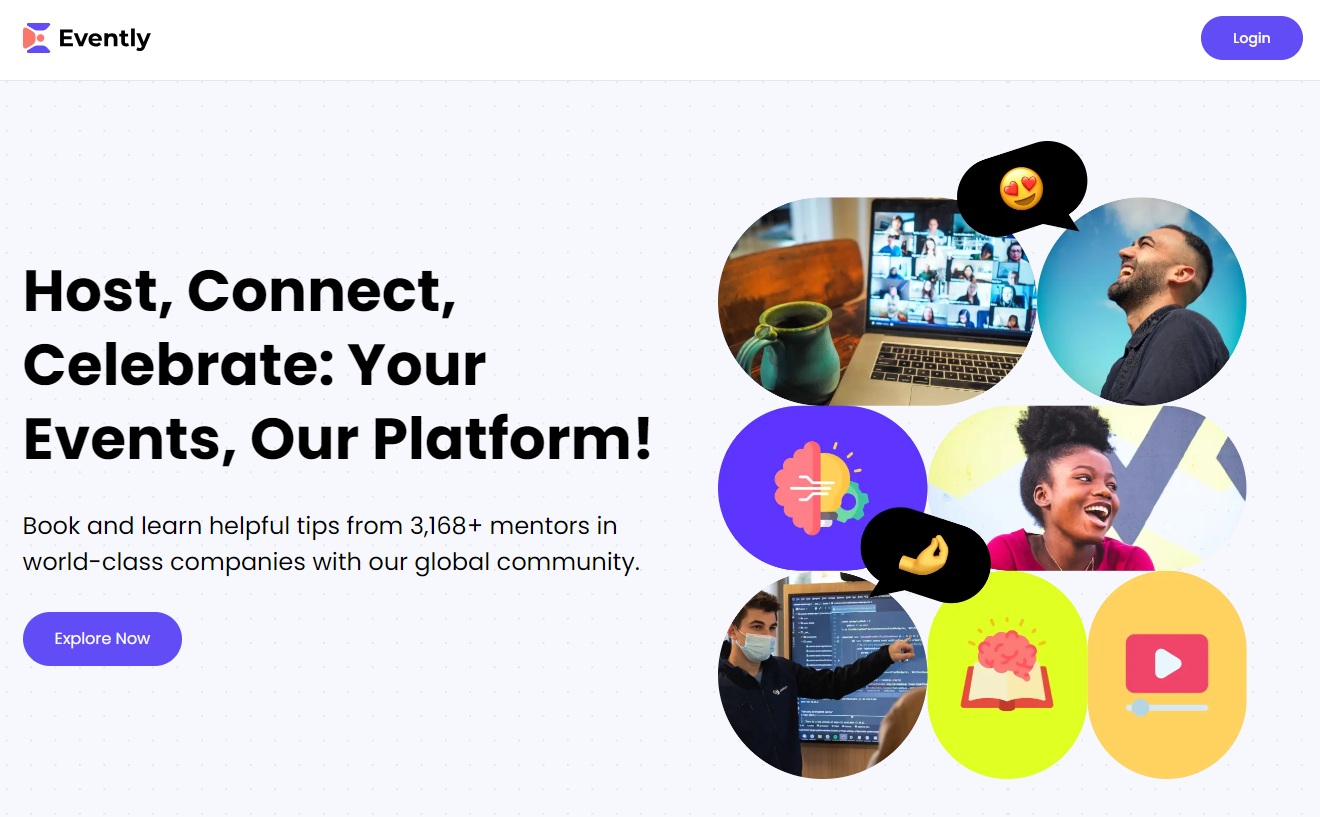 Evently
Login
Host, Connect,
Celebrate: Your
Events, Our Platform!
Book and learn helpful tips from 3,168+ mentors in
world-class companies with our global community.
Explore Now